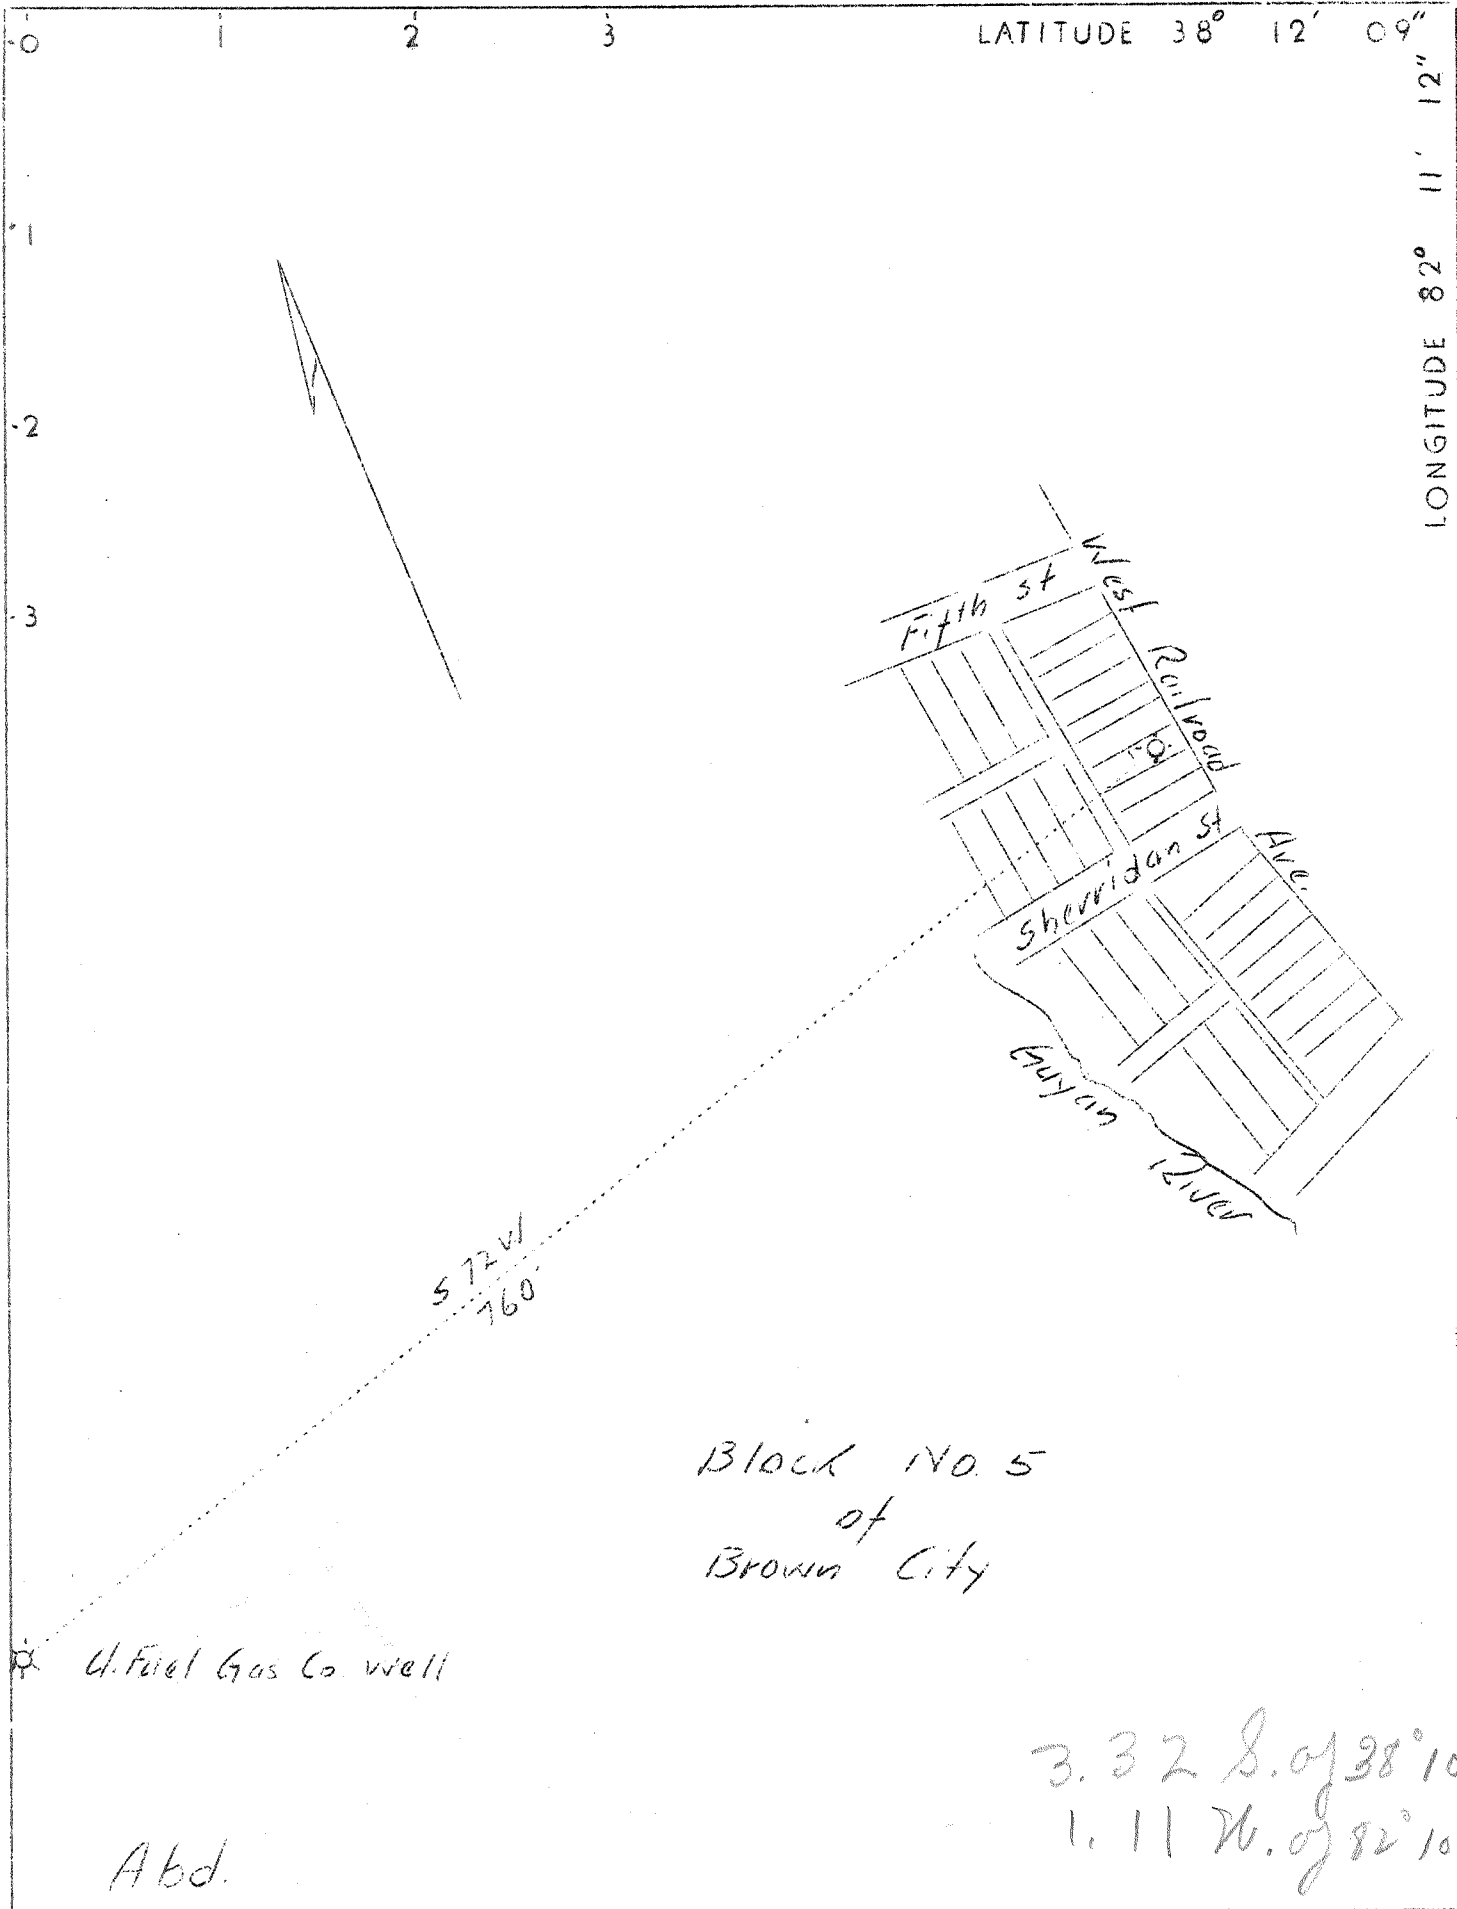 0 1 2 3 LATITUDE 38° 12' 09"
LONGITUDE 82° 11' 12"
1
2
3
Fifth St
West Railroad Ave.
Sherridan St
Guyan River
S 72 W
760'
Block No. 5
of
Brown City
U. Fuel Gas Co. well
3.32 S. of 38° 10
1.11 W. of 82° 10
Abd.